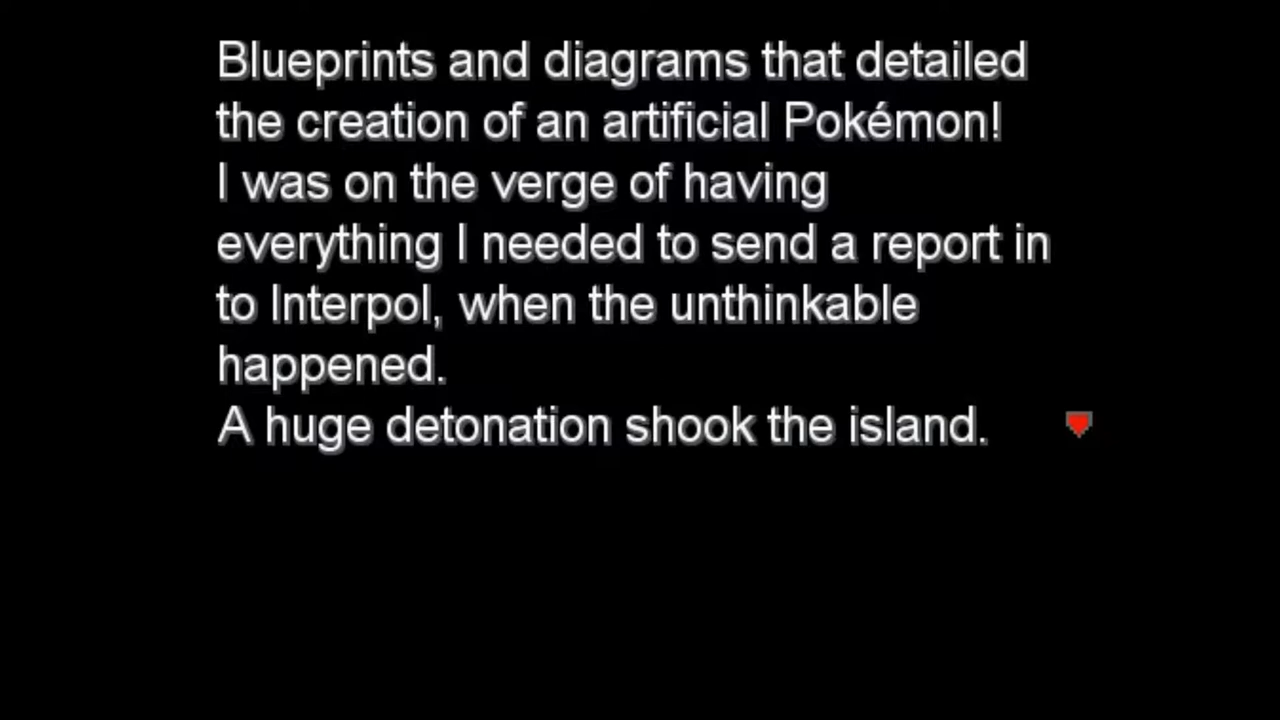 Blueprints and diagrams that detailed
the creation of an artificial Pokémon!
I was on the verge of having
everything I needed to send a report in
to Interpol, when the unthinkable
happened.
A huge detonation shook the island.